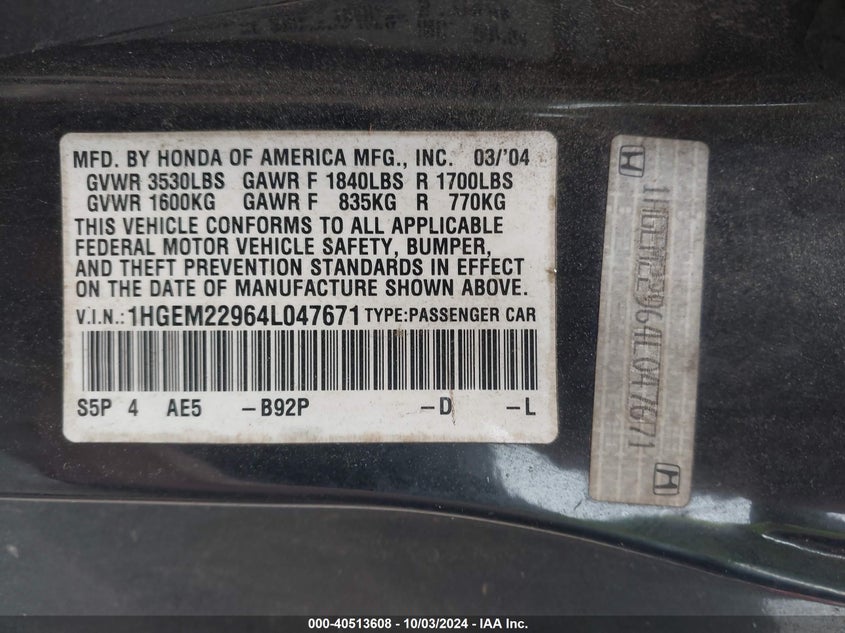 MFD. BY HONDA OF AMERICA MFG., INC. 03/'04
GVWR 3530LBS GAWR F 1840LBS R 1700LBS
GVWR 1600KG GAWR F 835KG R 770KG
THIS VEHICLE CONFORMS TO ALL APPLICABLE
FEDERAL MOTOR VEHICLE SAFETY, BUMPER,
AND THEFT PREVENTION STANDARDS IN EFFECT
ON THE DATE OF MANUFACTURE SHOWN ABOVE.
V.I.N.: 1HGEM22964L047671 TYPE: PASSENGER CAR
S5P 4 AE5 -B92P -D -L
1HGEM22964L047671
000-40513608 - 10/03/2024 - IAA Inc.